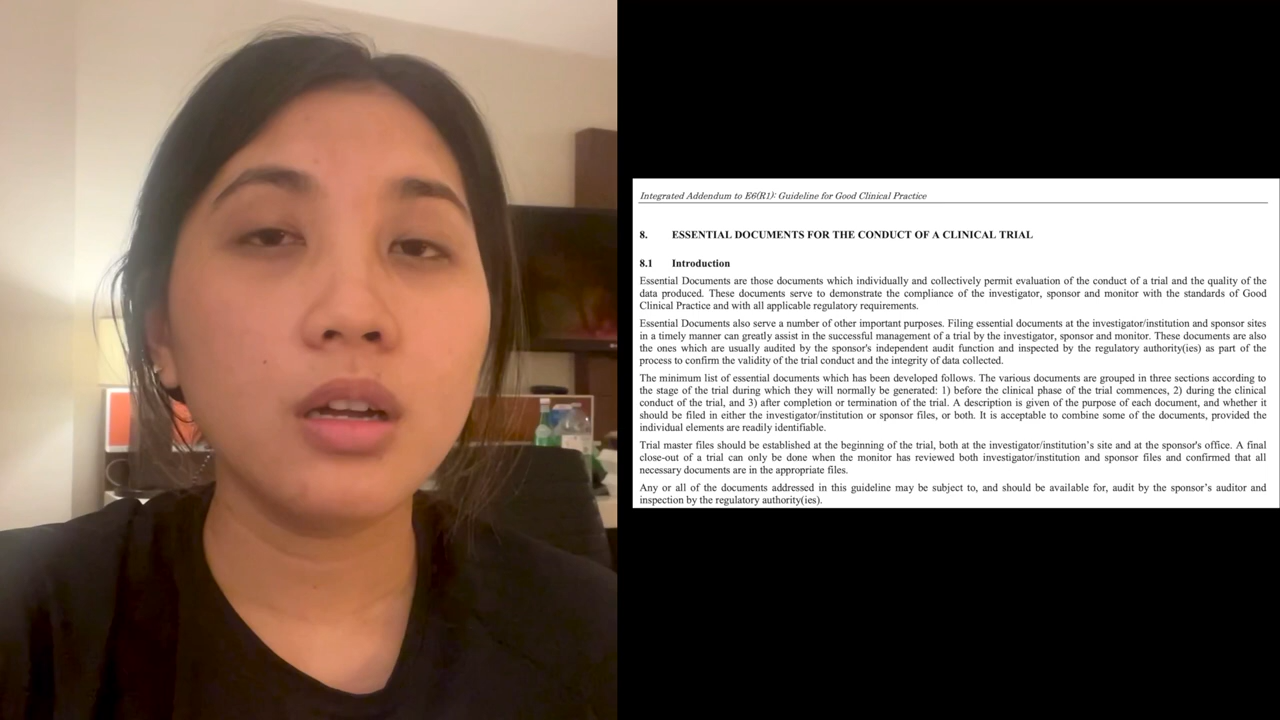 Integrated Addendum to E6(R1): Guideline for Good Clinical Practice
8. ESSENTIAL DOCUMENTS FOR THE CONDUCT OF A CLINICAL TRIAL
8.1 Introduction
Essential Documents are those documents which individually and collectively permit evaluation of the conduct of a trial and the quality of the
data produced. These documents serve to demonstrate the compliance of the investigator, sponsor and monitor with the standards of Good
Clinical Practice and with all applicable regulatory requirements.
Essential Documents also serve a number of other important purposes. Filing essential documents at the investigator/institution and sponsor sites
in a timely manner can greatly assist in the successful management of a trial by the investigator, sponsor and monitor. These documents are also
the ones which are usually audited by the sponsor's independent audit function and inspected by the regulatory authority(ies) as part of the
process to confirm the validity of the trial conduct and the integrity of data collected.
The minimum list of essential documents which has been developed follows. The various documents are grouped in three sections according to
the stage of the trial during which they will normally be generated: 1) before the clinical phase of the trial commences, 2) during the clinical
conduct of the trial, and 3) after completion or termination of the trial. A description is given of the purpose of each document, and whether it
should be filed in either the investigator/institution or sponsor files, or both. It is acceptable to combine some of the documents, provided the
individual elements are readily identifiable.
Trial master files should be established at the beginning of the trial, both at the investigator/institution's site and at the sponsor's office. A final
close-out of a trial can only be done when the monitor has reviewed both investigator/institution and sponsor files and confirmed that all
necessary documents are in the appropriate files.
Any or all of the documents addressed in this guideline may be subject to, and should be available for, audit by the sponsor's auditor and
inspection by the regulatory authority(ies).